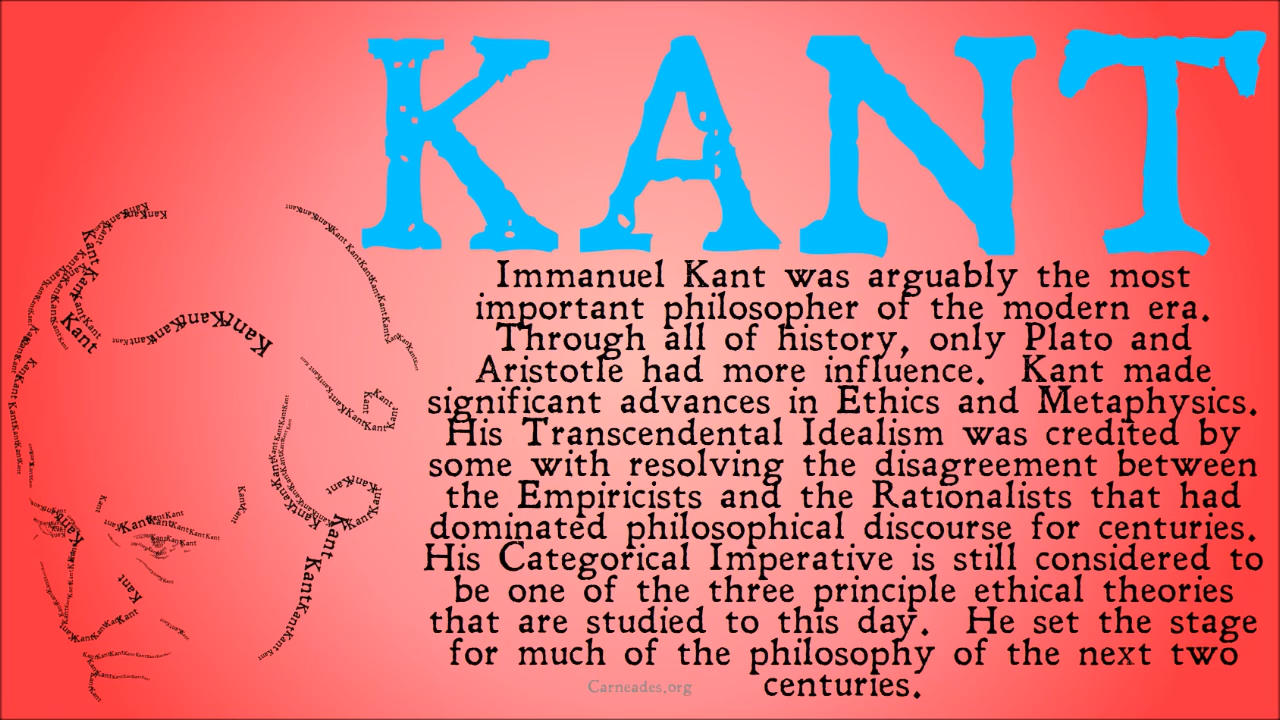 KANT
Immanuel Kant was arguably the most
important philosopher of the modern era.
Through all of history, only Plato and
Aristotle had more influence.  Kant made
significant advances in Ethics and Metaphysics.
His Transcendental Idealism was credited by
some with resolving the disagreement between
the Empiricists and the Rationalists that had
dominated philosophical discourse for centuries.
His Categorical Imperative is still considered to
be one of the three principle ethical theories
that are studied to this day.  He set the stage
for much of the philosophy of the next two
centuries.
Carneades.org